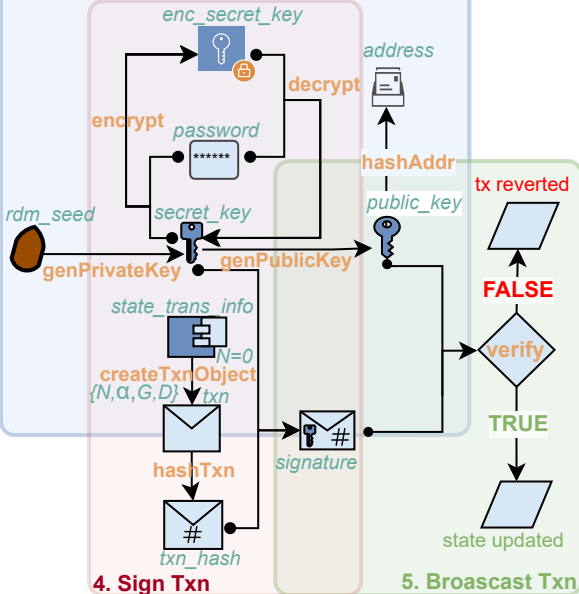 enc_secret_key
address
decrypt
encrypt
password
******
hashAddr
tx reverted
rdm_seed
secret_key
public_key
genPrivateKey
genPublicKey
FALSE
state_trans_info
N=0
verify
createTxnObject
{N,α,G,D}
txn
TRUE
#
hashTxn
signature
#
txn_hash
state updated
4. Sign Txn
5. Broascast Txn